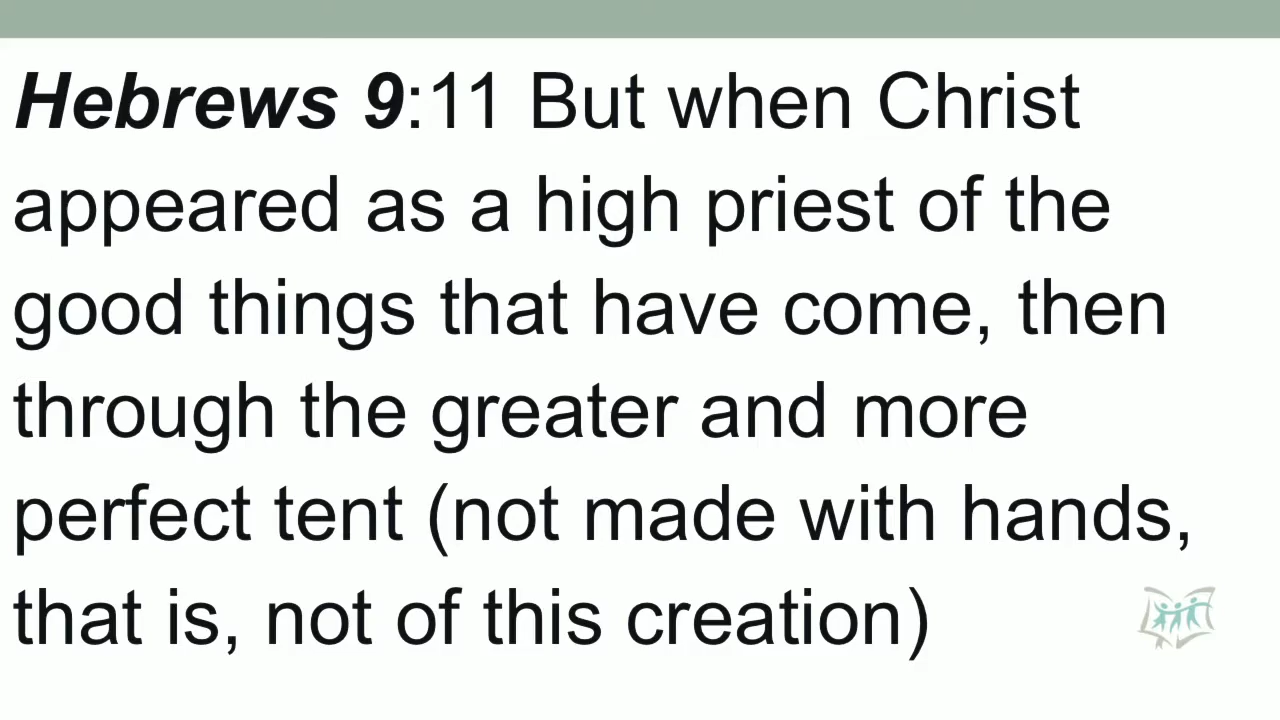 Hebrews 9:11 But when Christ
appeared as a high priest of the
good things that have come, then
through the greater and more
perfect tent (not made with hands,
that is, not of this creation)